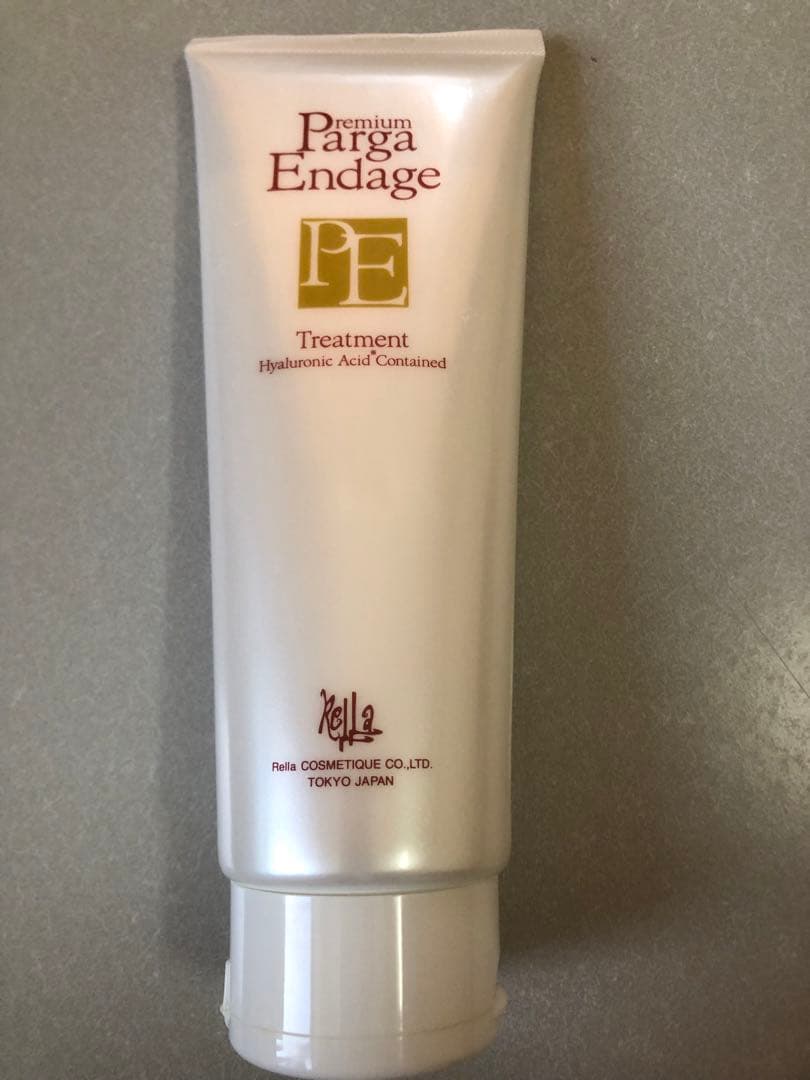 Premium
Parga
Endage
PE
Treatment
Hyaluronic Acid*Contained
Rella
Rella COSMETIQUE CO.,LTD.
TOKYO JAPAN